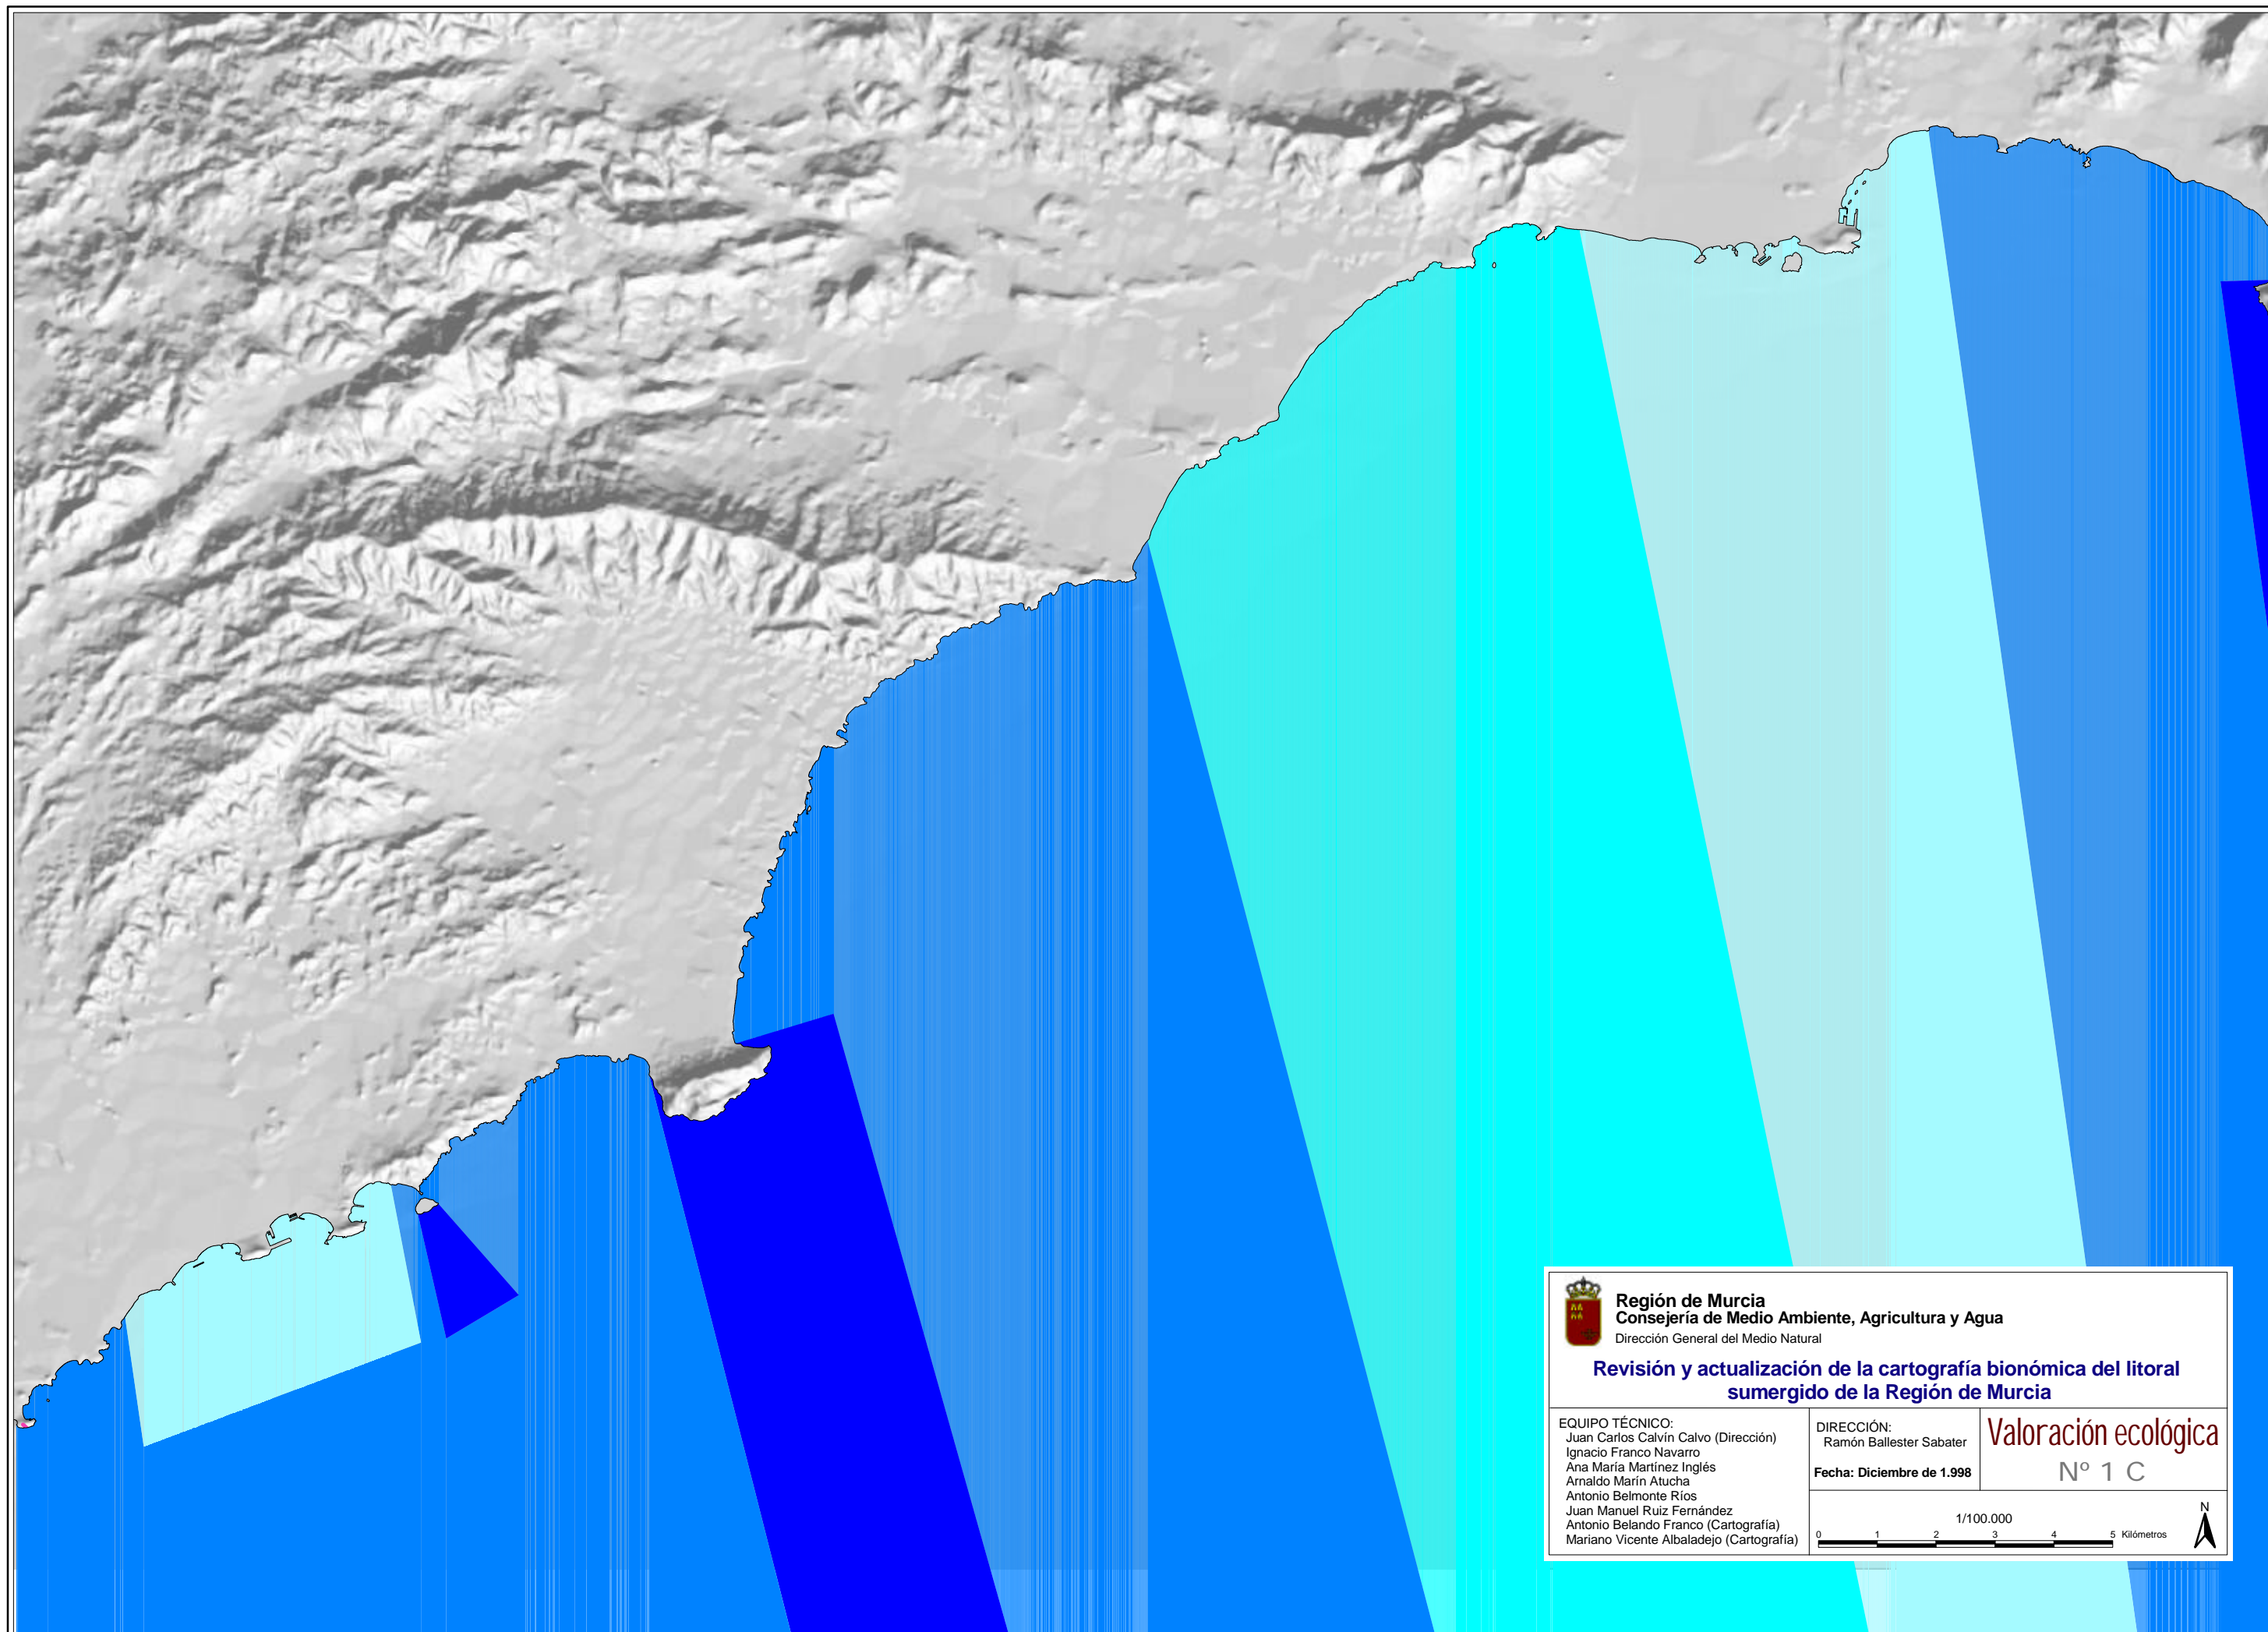 Región de Murcia
Consejería de Medio Ambiente, Agricultura y Agua
Dirección General del Medio Natural
Revisión y actualización de la cartografía bionómica del litoral
sumergido de la Región de Murcia
EQUIPO TÉCNICO:
Juan Carlos Calvín Calvo (Dirección)
Ignacio Franco Navarro
Ana María Martínez Inglés
Arnaldo Marín Atucha
Antonio Belmonte Ríos
Juan Manuel Ruiz Fernández
Antonio Belando Franco (Cartografía)
Mariano Vicente Albaladejo (Cartografía)
DIRECCIÓN:
Ramón Ballester Sabater
Fecha: Diciembre de 1.998
Valoración ecológica
Nº 1 C
1/100.000
0 1 2 3 4 5 Kilómetros
N